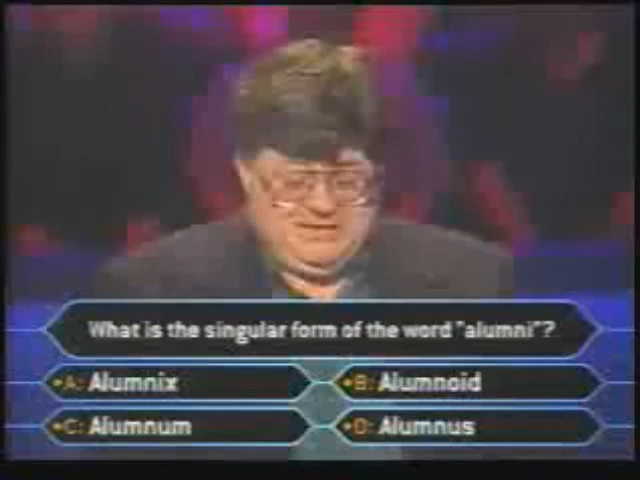 What is the singular form of the word "alumni"?
A: Alumnix
B: Alumnoid
C: Alumnum
D: Alumnus